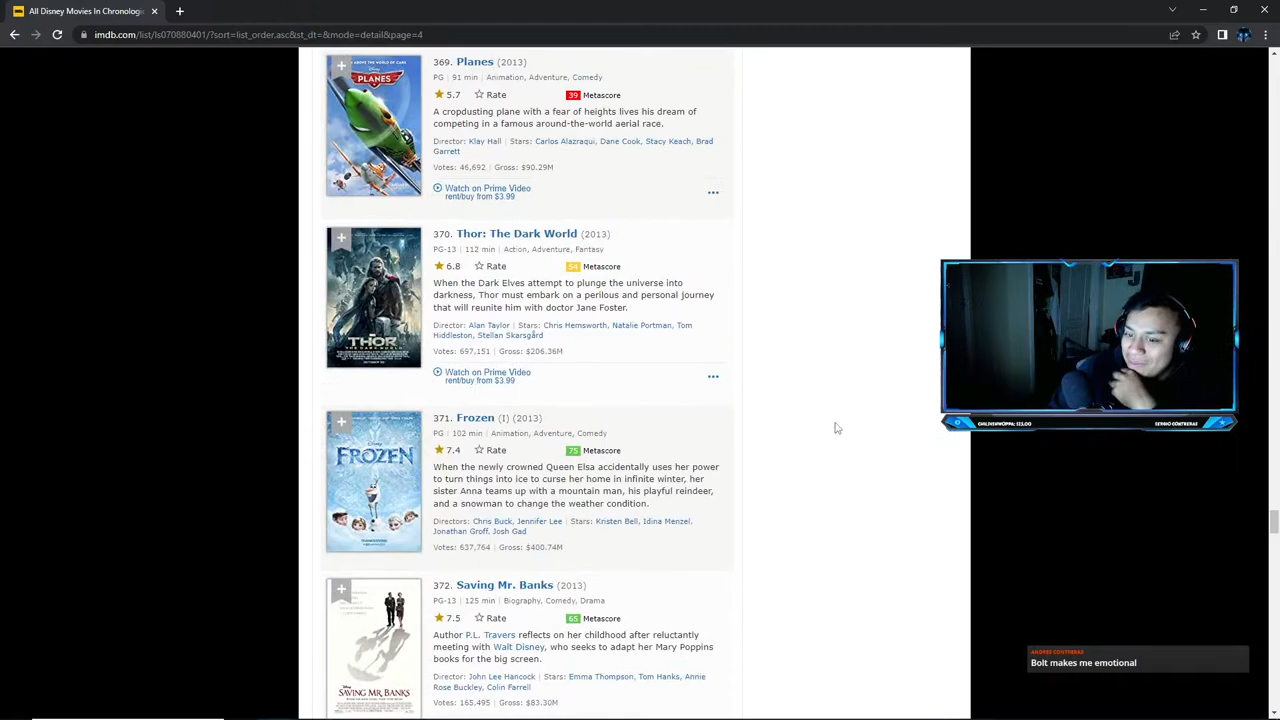 All Disney Movies In Chronologic
imdb.com/list/ls070880401/?sort=list_order.asc&st_dt=&mode=detail&page=4
369. Planes (2013)
PG | 91 min | Animation, Adventure, Comedy
5.7 Rate 39 Metascore
A cropdusting plane with a fear of heights lives his dream of
competing in a famous around-the-world aerial race.
Director: Klay Hall | Stars: Carlos Alazraqui, Dane Cook, Stacy Keach, Brad
Garrett
Votes: 46,692 | Gross: $90.29M
Watch on Prime Video
rent/buy from $3.99
PLANES
370. Thor: The Dark World (2013)
PG-13 | 112 min | Action, Adventure, Fantasy
6.8 Rate 54 Metascore
When the Dark Elves attempt to plunge the universe into
darkness, Thor must embark on a perilous and personal journey
that will reunite him with doctor Jane Foster.
Director: Alan Taylor | Stars: Chris Hemsworth, Natalie Portman, Tom
Hiddleston, Stellan Skarsgård
Votes: 697,151 | Gross: $206.36M
Watch on Prime Video
rent/buy from $3.99
THOR
THE DARK WORLD
371. Frozen (I) (2013)
PG | 102 min | Animation, Adventure, Comedy
7.4 Rate 75 Metascore
When the newly crowned Queen Elsa accidentally uses her power
to turn things into ice to curse her home in infinite winter, her
sister Anna teams up with a mountain man, his playful reindeer,
and a snowman to change the weather condition.
Directors: Chris Buck, Jennifer Lee | Stars: Kristen Bell, Idina Menzel,
Jonathan Groff, Josh Gad
Votes: 637,764 | Gross: $400.74M
Disney
FROZEN
372. Saving Mr. Banks (2013)
PG-13 | 125 min | Biography, Comedy, Drama
7.5 Rate 65 Metascore
Author P.L. Travers reflects on her childhood after reluctantly
meeting with Walt Disney, who seeks to adapt her Mary Poppins
books for the big screen.
Director: John Lee Hancock | Stars: Emma Thompson, Tom Hanks, Annie
Rose Buckley, Colin Farrell
Votes: 165,495 | Gross: $83.30M
SAVING MR. BANKS
SERGIO CONTRERAS
ANDRES CONTRERAS
Bolt makes me emotional